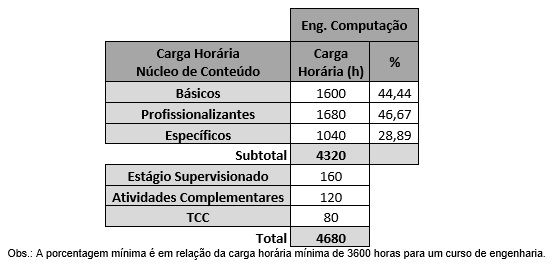 Eng. Computação
Carga Horária
Núcleo de Conteúdo
Carga
Horária (h)
%
Básicos 1600 44,44
Profissionalizantes 1680 46,67
Específicos 1040 28,89
Subtotal 4320
Estágio Supervisionado 160
Atividades Complementares 120
TCC 80
Total 4680
Obs.: A porcentagem mínima é em relação da carga horária mínima de 3600 horas para um curso de engenharia.